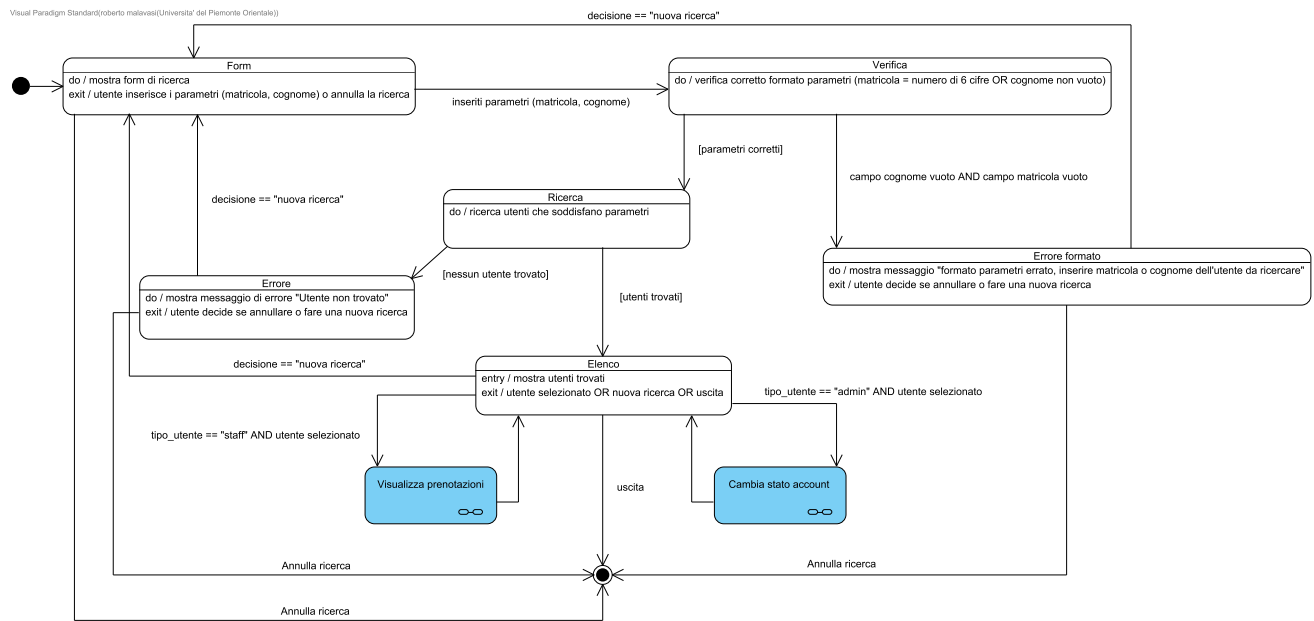 Visual Paradigm Standard(roberto malavasi(Universita' del Piemonte Orientale))
decisione == "nuova ricerca"
Form
do / mostra form di ricerca
exit / utente inserisce i parametri (matricola, cognome) o annulla la ricerca
inseriti parametri (matricola, cognome)
Verifica
do / verifica corretto formato parametri (matricola = numero di 6 cifre OR cognome non vuoto)
[parametri corretti]
campo cognome vuoto AND campo matricola vuoto
decisione == "nuova ricerca"
Ricerca
do / ricerca utenti che soddisfano parametri
[nessun utente trovato]
[utenti trovati]
Errore formato
do / mostra messaggio "formato parametri errato, inserire matricola o cognome dell'utente da ricercare"
exit / utente decide se annullare o fare una nuova ricerca
Errore
do / mostra messaggio di errore "Utente non trovato"
exit / utente decide se annullare o fare una nuova ricerca
decisione == "nuova ricerca"
Elenco
entry / mostra utenti trovati
exit / utente selezionato OR nuova ricerca OR uscita
tipo_utente == "admin" AND utente selezionato
tipo_utente == "staff" AND utente selezionato
Visualizza prenotazioni
uscita
Cambia stato account
Annulla ricerca
Annulla ricerca
Annulla ricerca